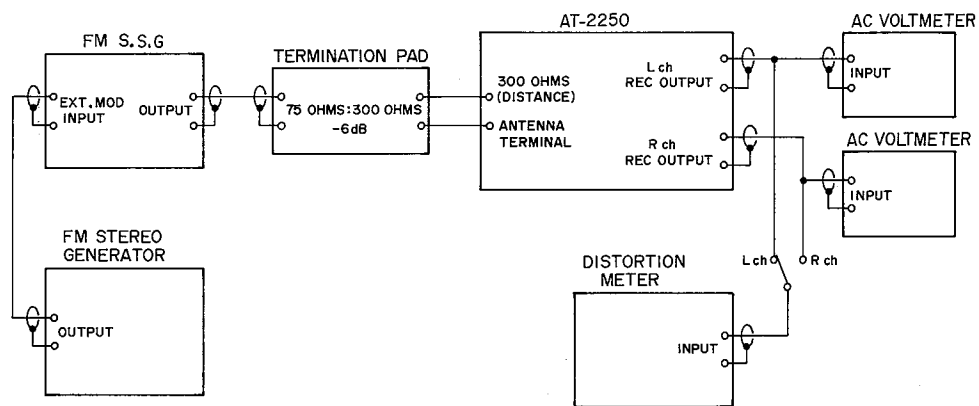 FM S.S.G
EXT.MOD
INPUT
OUTPUT
TERMINATION PAD
75 OHMS:300 OHMS
-6dB
AT-2250
300 OHMS
(DISTANCE)
ANTENNA
TERMINAL
L ch
REC OUTPUT
R ch
REC OUTPUT
AC VOLTMETER
INPUT
AC VOLTMETER
INPUT
FM STEREO
GENERATOR
OUTPUT
DISTORTION
METER
INPUT
L ch
R ch